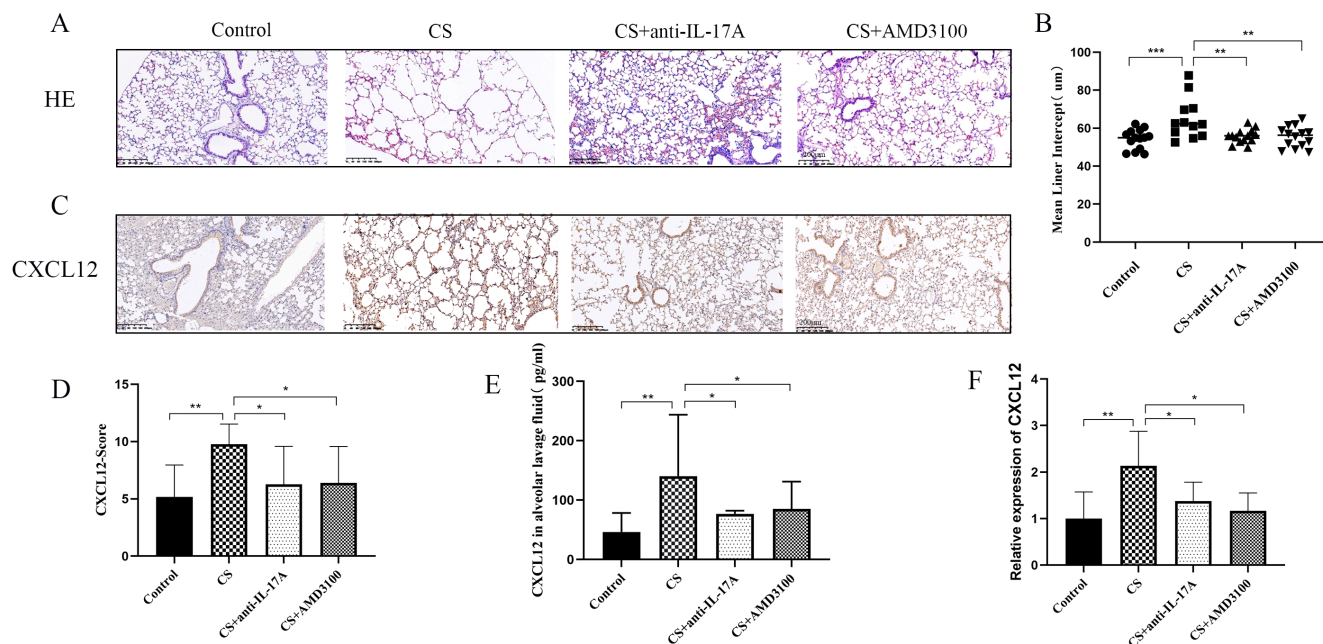 A
Control
CS
CS+anti-IL-17A
CS+AMD3100
HE
200um
B
***
**
**
Mean Liner Intercept( um)
100
80
60
40
20
0
Control
CS
CS+anti-IL-17A
CS+AMD3100
C
CXCL12
200um
D
**
*
*
CXCL12-Score
15
10
5
0
Control
CS
CS+anti-IL-17A
CS+AMD3100
E
**
*
*
CXCL12 in alveolar lavage fluid( pg/ml)
300
200
100
0
Control
CS
CS+anti-IL-17A
CS+AMD3100
F
**
*
*
Relative expression of CXCL12
4
3
2
1
0
Control
CS
CS+anti-IL-17A
CS+AMD3100